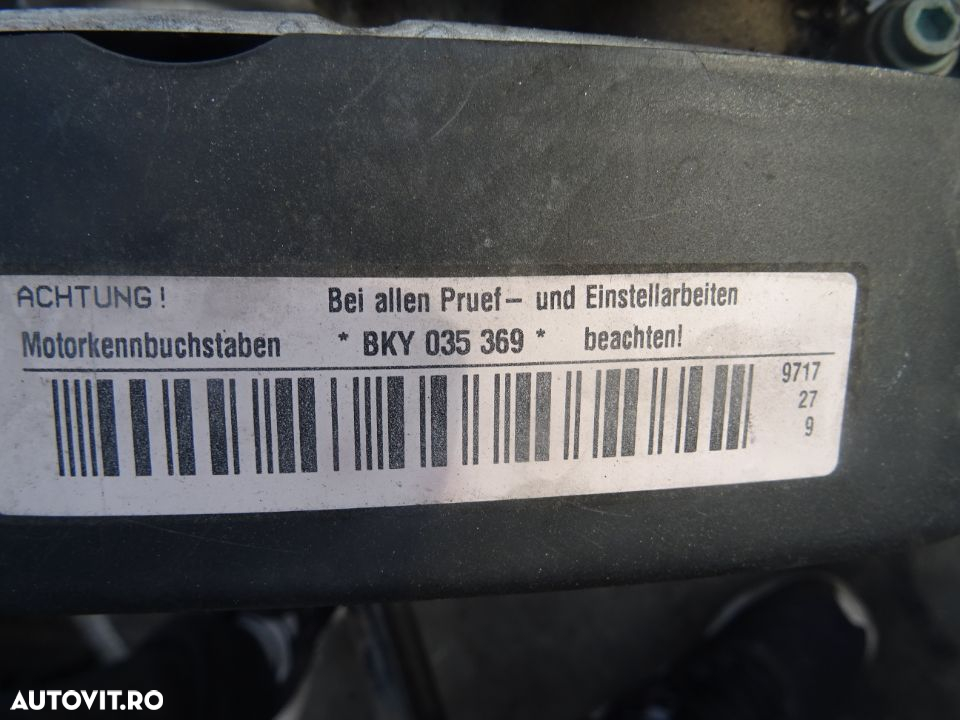 ACHTUNG! Bei allen Pruef- und Einstellarbeiten
Motorkennbuchstaben * BKY 035 369 * beachten!
9717
27
9
AUTOVIT.RO